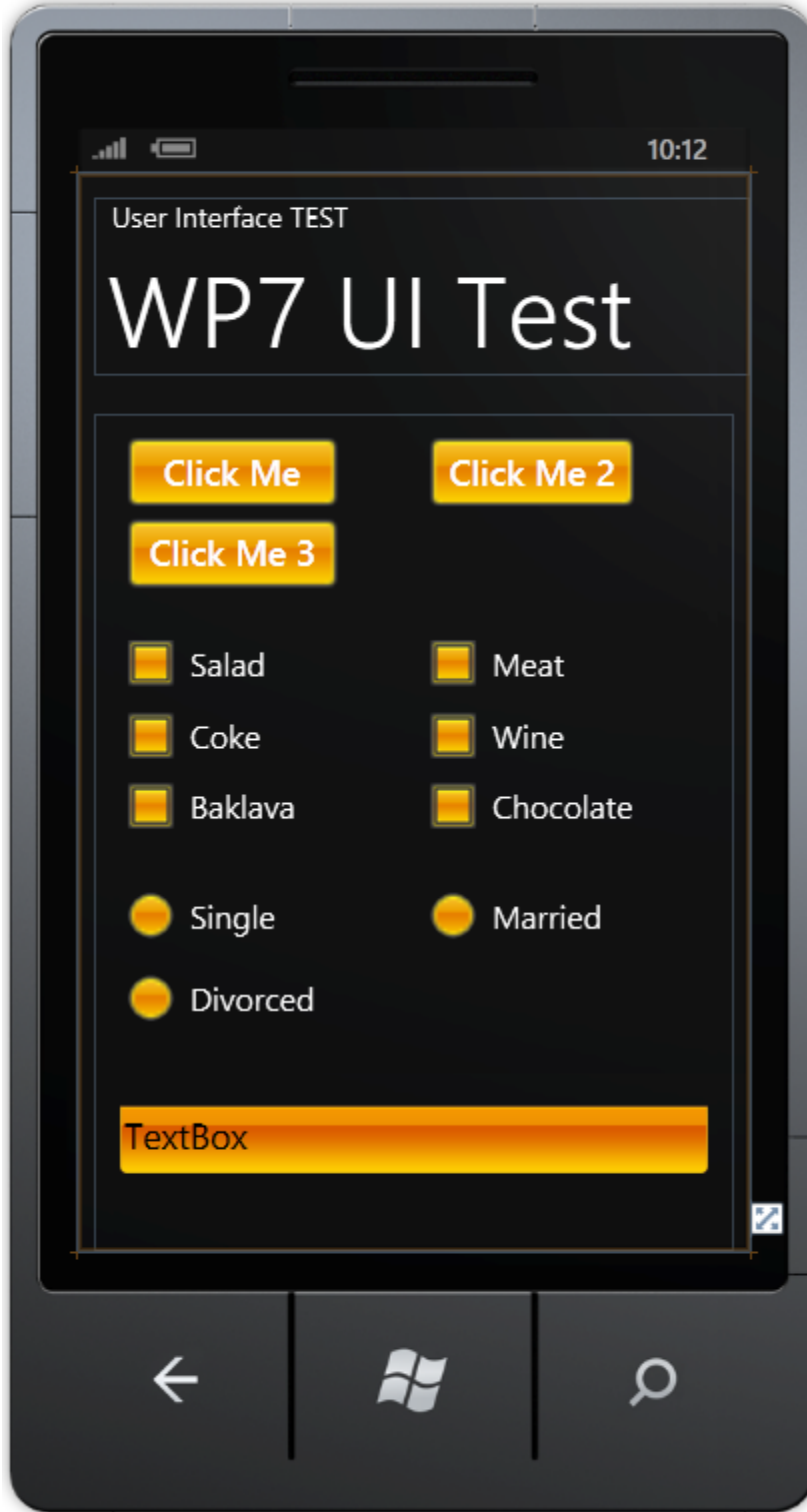 10:12
User Interface TEST
WP7 UI Test
Click Me Click Me 2
Click Me 3
Salad Meat
Coke Wine
Baklava Chocolate
Single Married
Divorced
TextBox